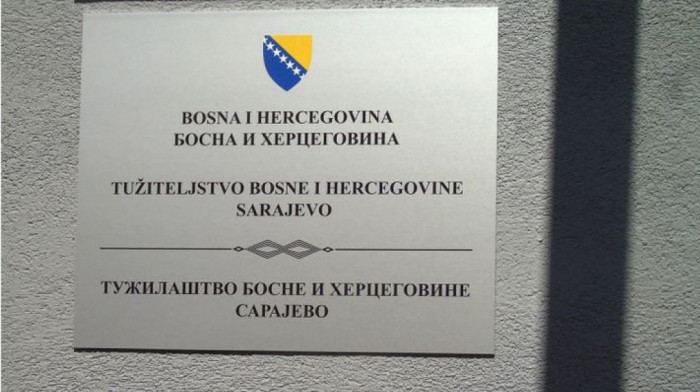 BOSNA I HERCEGOVINA
БОСНА И ХЕРЦЕГОВИНА
TUŽITELJSTVO BOSNE I HERCEGOVINE
SARAJEVO
ТУЖИЛАШТВО БОСНЕ И ХЕРЦЕГОВИНЕ
САРАЈЕВО